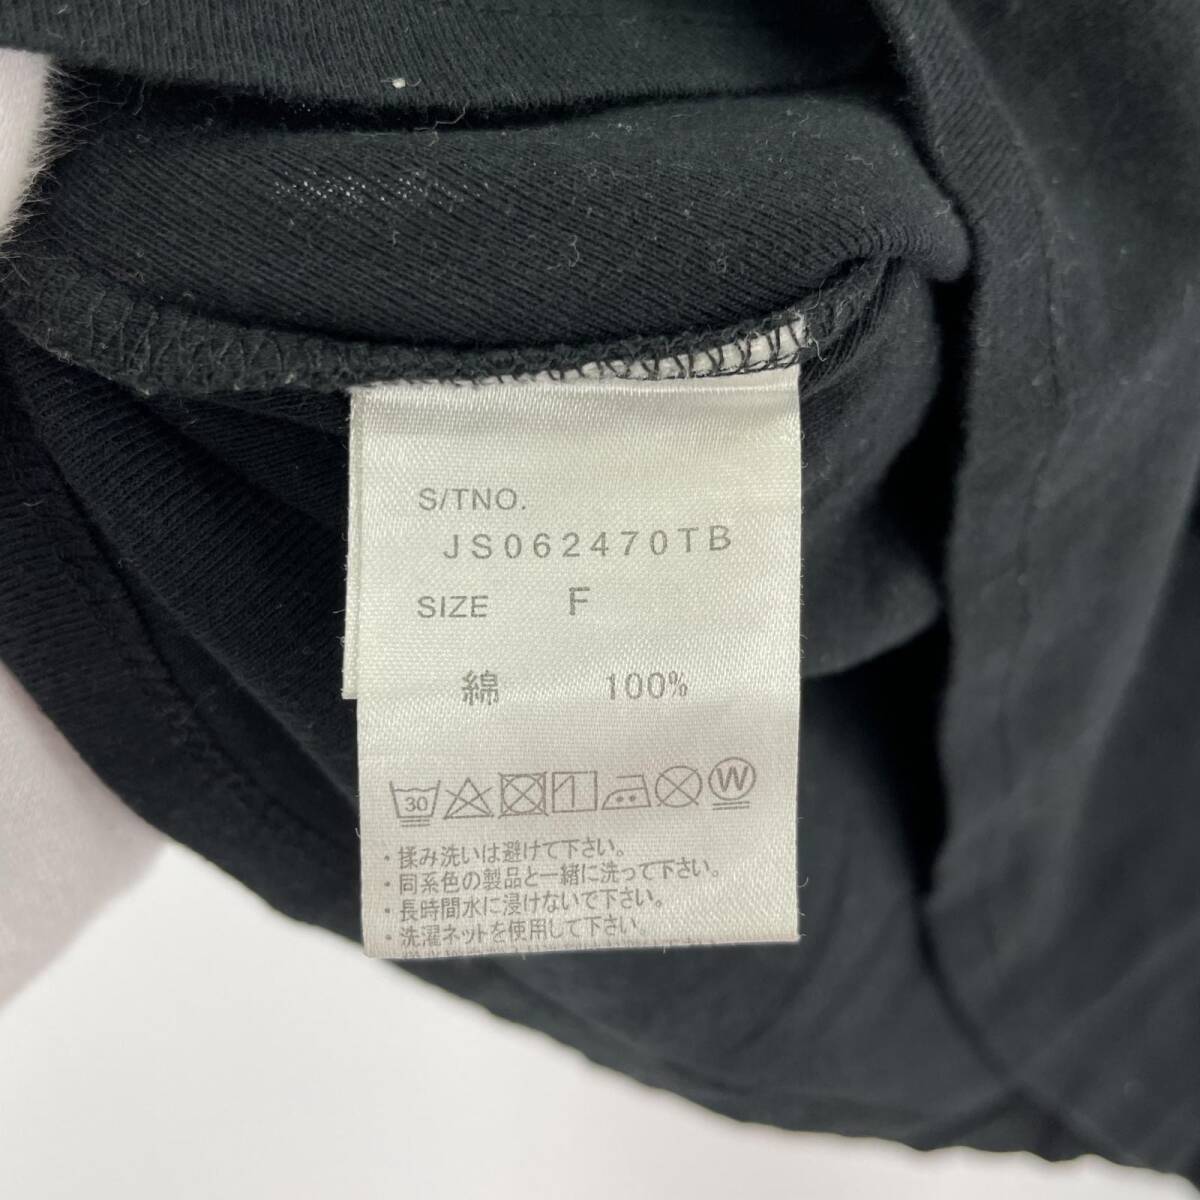 S/TNO.
JS062470TB
SIZE F
綿 100%
30 W
・揉み洗いは避けて下さい。
・同系色の製品と一緒に洗って下さい。
・長時間水に浸けないで下さい。
・洗濯ネットを使用して下さい。